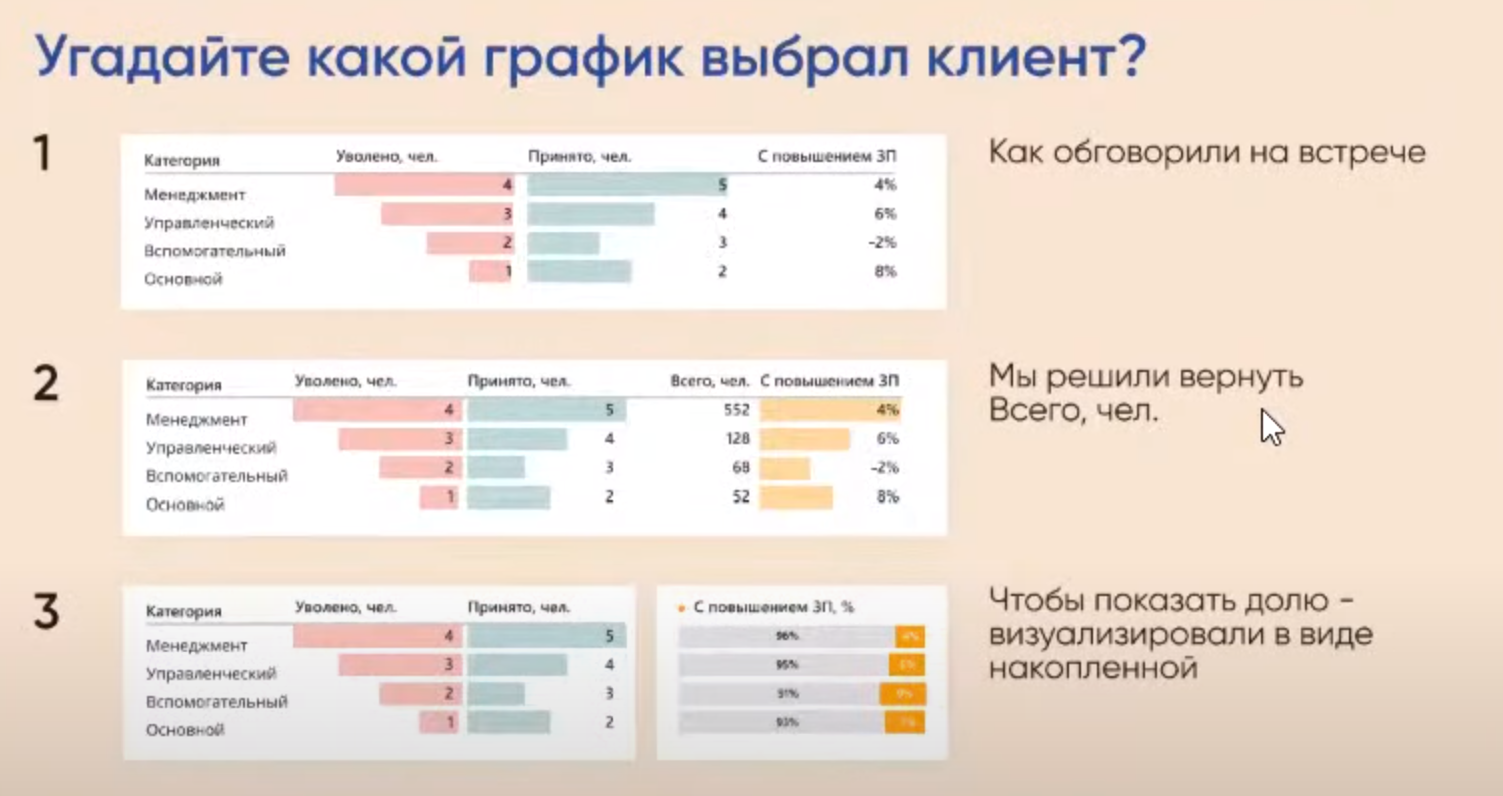 Угадайте какой график выбрал клиент?
1
Категория Уволено, чел. Принято, чел. С повышением ЗП
Менеджмент 4 5 4%
Управленческий 3 4 6%
Вспомогательный 2 3 -2%
Основной 1 2 8%
Как обговорили на встрече
2
Категория Уволено, чел. Принято, чел. Всего, чел. С повышением ЗП
Менеджмент 4 5 552 4%
Управленческий 3 4 128 6%
Вспомогательный 2 3 68 -2%
Основной 1 2 52 8%
Мы решили вернуть
Всего, чел.
3
Категория Уволено, чел. Принято, чел.
Менеджмент 4 5
Управленческий 3 4
Вспомогательный 2 3
Основной 1 2
С повышением ЗП, %
96% 4%
95%
91% 9%
93% 7%
Чтобы показать долю -
визуализировали в виде
накопленной